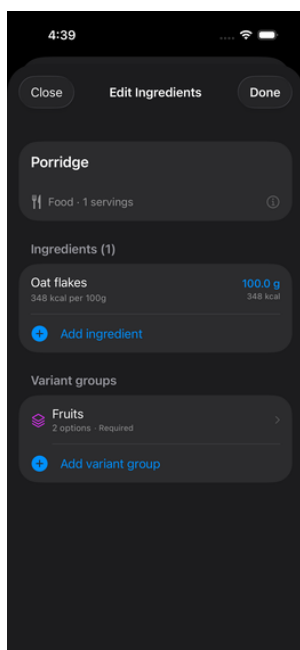 4:39
Close
Edit Ingredients
Done
Porridge
Food · 1 servings
Ingredients (1)
Oat flakes
100.0 g
348 kcal per 100g
348 kcal
Add ingredient
Variant groups
Fruits
2 options · Required
Add variant group